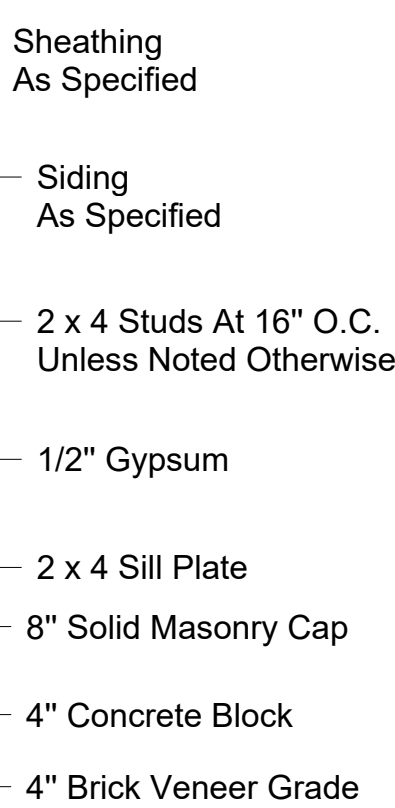 Sheathing
As Specified
Siding
As Specified
2 x 4 Studs At 16" O.C.
Unless Noted Otherwise
1/2" Gypsum
2 x 4 Sill Plate
8" Solid Masonry Cap
4" Concrete Block
4" Brick Veneer Grade